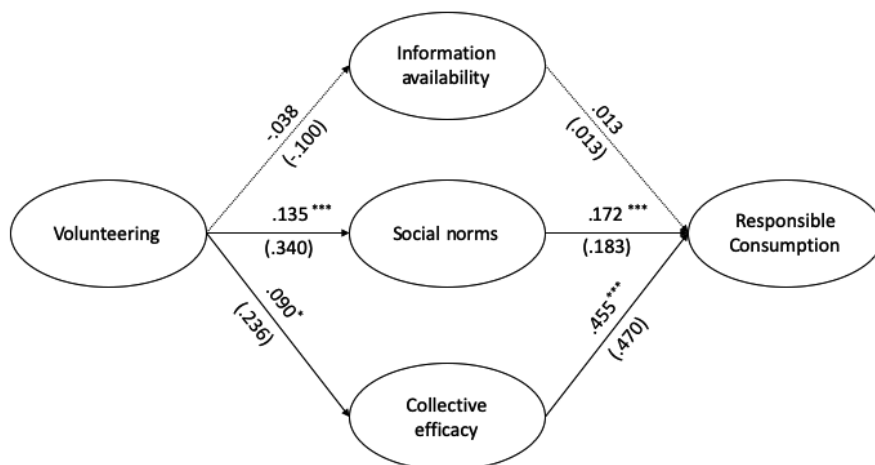 Information
availability
-.038
(-.100)
.013
(.013)
Volunteering
.135 ***
(.340)
Social norms
.172 ***
(.183)
Responsible
Consumption
.090 *
(.236)
.455 ***
(.470)
Collective
efficacy